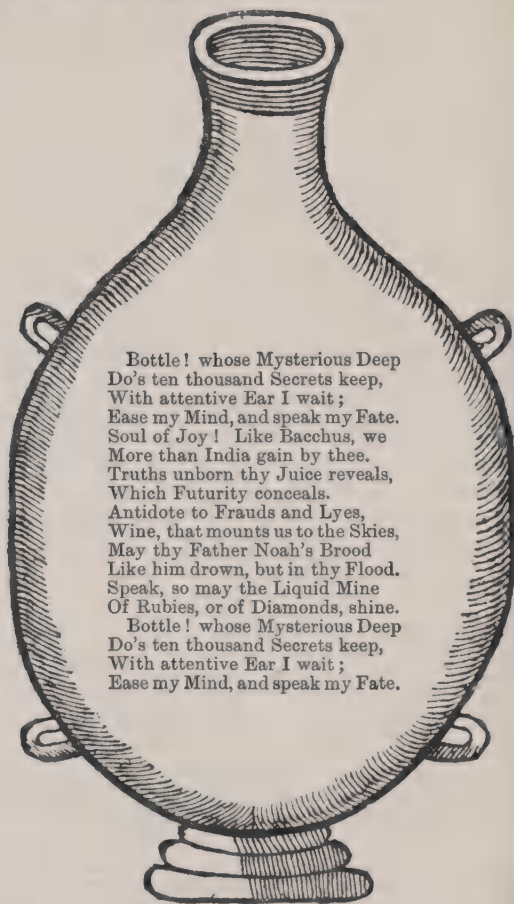 Bottle! whose Mysterious Deep
Do's ten thousand Secrets keep,
With attentive Ear I wait;
Ease my Mind, and speak my Fate.
Soul of Joy! Like Bacchus, we
More than India gain by thee.
Truths unborn thy Juice reveals,
Which Futurity conceals.
Antidote to Frauds and Lyes,
Wine, that mounts us to the Skies,
May thy Father Noah's Brood
Like him drown, but in thy Flood.
Speak, so may the Liquid Mine
Of Rubies, or of Diamonds, shine.
Bottle! whose Mysterious Deep
Do's ten thousand Secrets keep,
With attentive Ear I wait;
Ease my Mind, and speak my Fate.